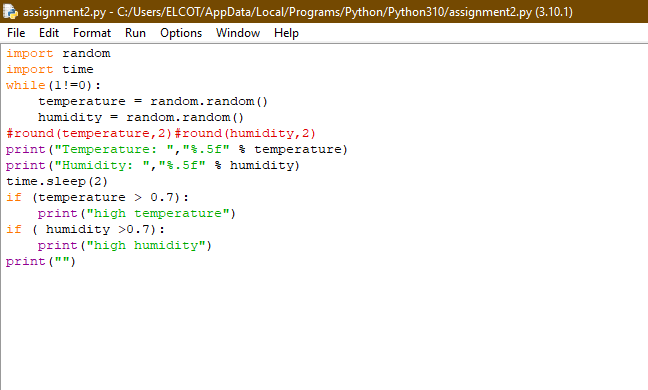 assignment2.py - C:/Users/ELCOT/AppData/Local/Programs/Python/Python310/assignment2.py (3.10.1)
File Edit Format Run Options Window Help
import random
import time
while(1!=0):
    temperature = random.random()
    humidity = random.random()
#round(temperature,2)#round(humidity,2)
print("Temperature: ","%.5f" % temperature)
print("Humidity: ","%.5f" % humidity)
time.sleep(2)
if (temperature > 0.7):
    print("high temperature")
if ( humidity >0.7):
    print("high humidity")
print("")